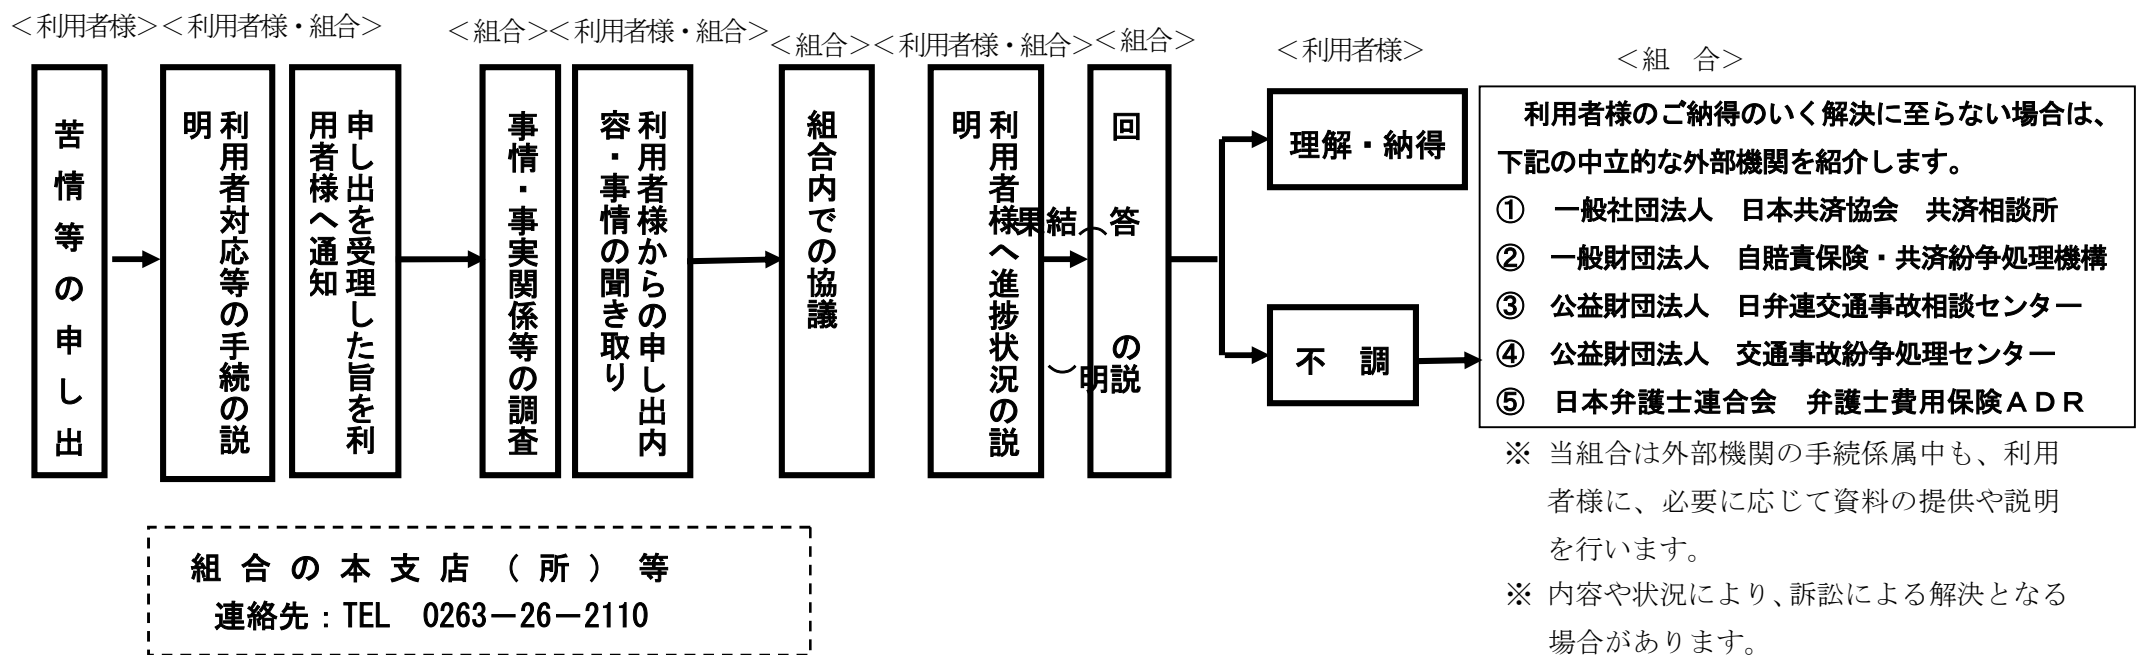 ＜利用者様＞
＜利用者様・組合＞
＜組合＞
＜利用者様・組合＞
＜組合＞
＜利用者様・組合＞
＜組合＞
＜利用者様＞
＜組　合＞
苦情等の申し出
利用者対応等の手続の説
明
申し出を受理した旨を利
用者様へ通知
事情・事実関係等の調査
利用者様からの申し出内
容・事情の聞き取り
組合内での協議
利用者様へ進捗状況の説
明
回答
（結果
の説
明）
理解・納得
不　調
利用者様のご納得のいく解決に至らない場合は、
下記の中立的な外部機関を紹介します。
①　一般社団法人　日本共済協会　共済相談所
②　一般財団法人　自賠責保険・共済紛争処理機構
③　公益財団法人　日弁連交通事故相談センター
④　公益財団法人　交通事故紛争処理センター
⑤　日本弁護士連合会　弁護士費用保険ＡＤＲ
※　当組合は外部機関の手続係属中も、利用
者様に、必要に応じて資料の提供や説明
を行います。
※　内容や状況により、訴訟による解決となる
場合があります。
組合の本支店（所）等
連絡先：TEL　0263－26－2110